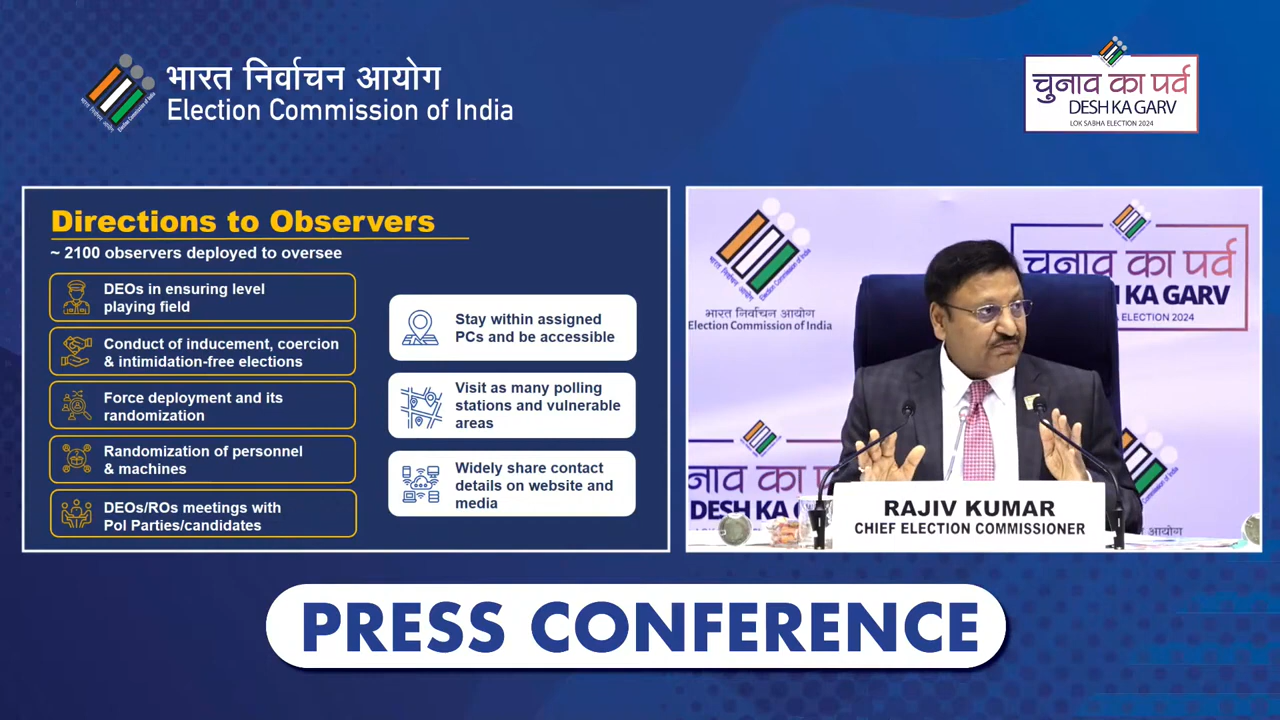 भारत निर्वाचन आयोग
Election Commission of India
चुनाव का पर्व
DESH KA GARV
LOK SABHA ELECTION 2024
Directions to Observers
~ 2100 observers deployed to oversee
DEOs in ensuring level
playing field
Conduct of inducement, coercion
& intimidation-free elections
Force deployment and its
randomization
Randomization of personnel
& machines
DEOs/ROs meetings with
Pol Parties/candidates
Stay within assigned
PCs and be accessible
Visit as many polling
stations and vulnerable
areas
Widely share contact
details on website and
media
भारत निर्वाचन आयोग
Election Commission of India
चुनाव का पर्व
H KA GARV
ELECTION 2024
नाव का प
DESH KA
आयोग
RAJIV KUMAR
CHIEF ELECTION COMMISSIONER
PRESS CONFERENCE